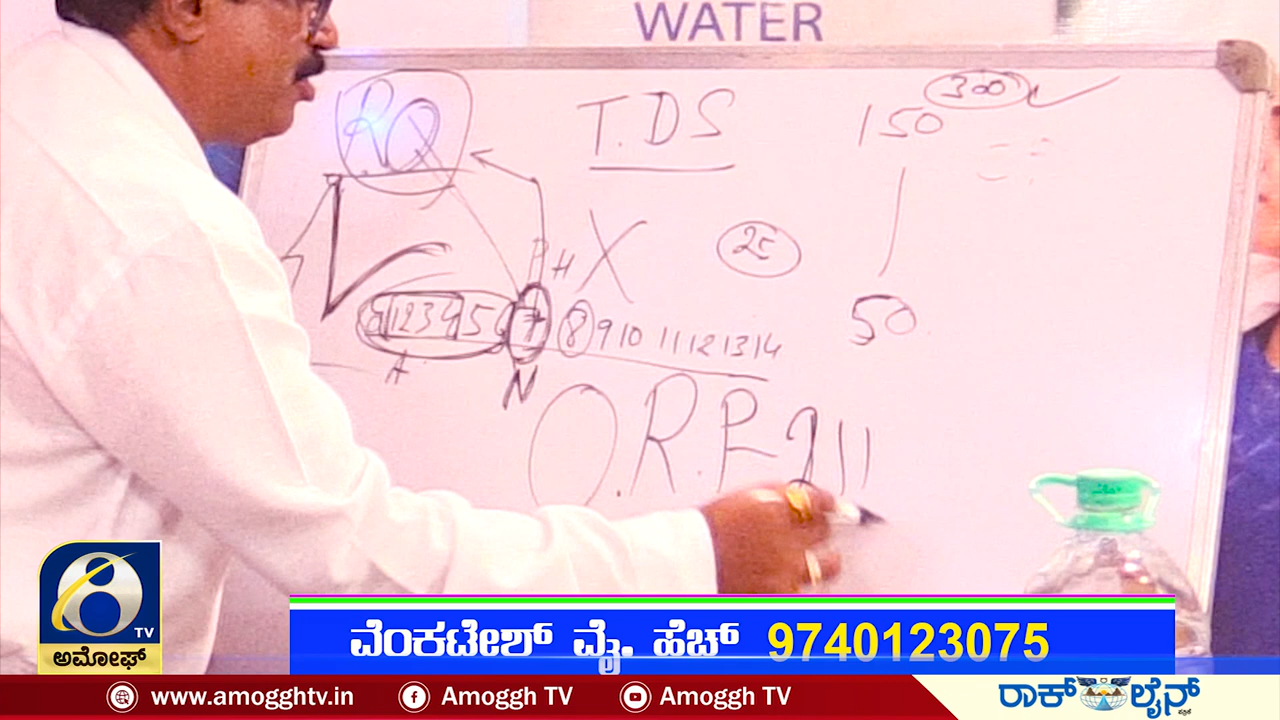 WATER
RO
T.DS
150
300
PH
X
25
1 2 3 4 5 6 7 8 9 10 11 12 13 14
50
A
N
O.R.P
TV
ಅಮೋಘ್
ವೆಂಕಟೇಶ್ ವೈ. ಹೆಚ್ 9740123075
www.amogghtv.in
Amoggh TV
Amoggh TV
ರಾಕ್ ಲೈನ್